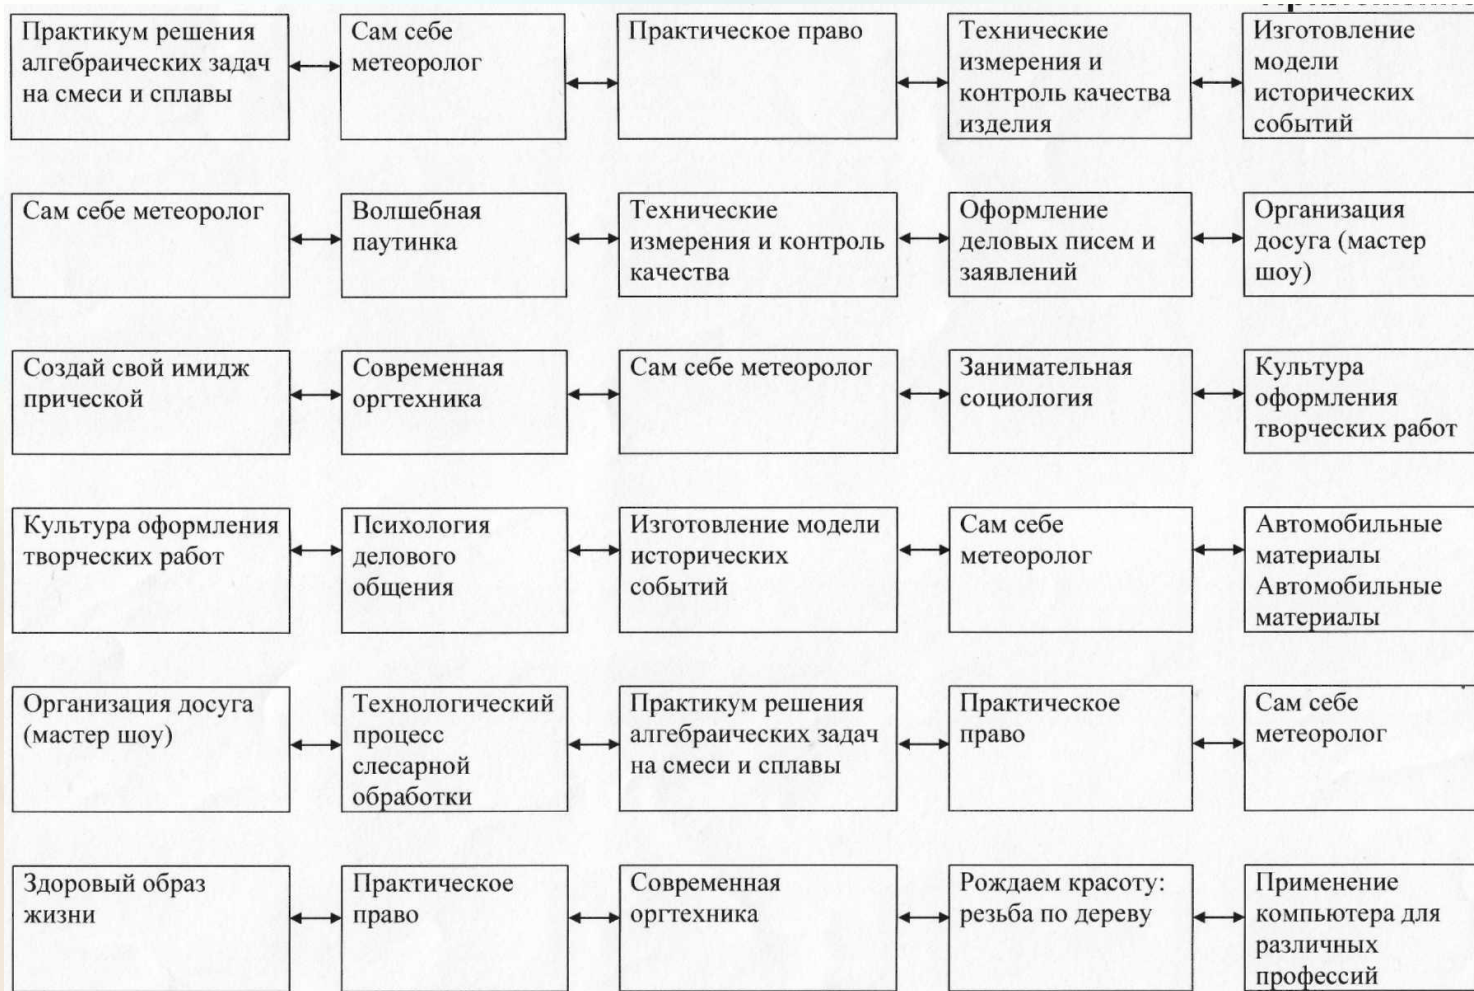 Практикум решения
алгебраических задач
на смеси и сплавы
Сам себе
метеоролог
Практическое право
Технические
измерения и
контроль качества
изделия
Изготовление
модели
исторических
событий
Сам себе метеоролог
Волшебная
паутинка
Технические
измерения и контроль
качества
Оформление
деловых писем и
заявлений
Организация
досуга (мастер
шоу)
Создай свой имидж
прической
Современная
оргтехника
Сам себе метеоролог
Занимательная
социология
Культура
оформления
творческих работ
Культура оформления
творческих работ
Психология
делового
общения
Изготовление модели
исторических
событий
Сам себе
метеоролог
Автомобильные
материалы
Автомобильные
материалы
Организация досуга
(мастер шоу)
Технологический
процесс
слесарной
обработки
Практикум решения
алгебраических задач
на смеси и сплавы
Практическое
право
Сам себе
метеоролог
Здоровый образ
жизни
Практическое
право
Современная
оргтехника
Рождаем красоту:
резьба по дереву
Применение
компьютера для
различных
профессий